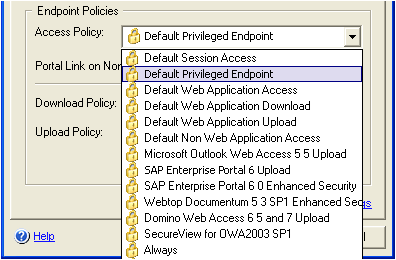 Endpoint Policies
Access Policy:
Default Privileged Endpoint
Default Session Access
Portal Link on Non
Default Privileged Endpoint
Default Web Application Access
Download Policy:
Default Web Application Download
Default Web Application Upload
Upload Policy:
Default Non Web Application Access
Microsoft Outlook Web Access 5 5 Upload
SAP Enterprise Portal 6 Upload
SAP Enterprise Portal 6 0 Enhanced Security
Webtop Documentum 5 3 SP1 Enhanced Sec
Domino Web Access 6 5 and 7 Upload
Help
SecureView for OWA2003 SP1
Always